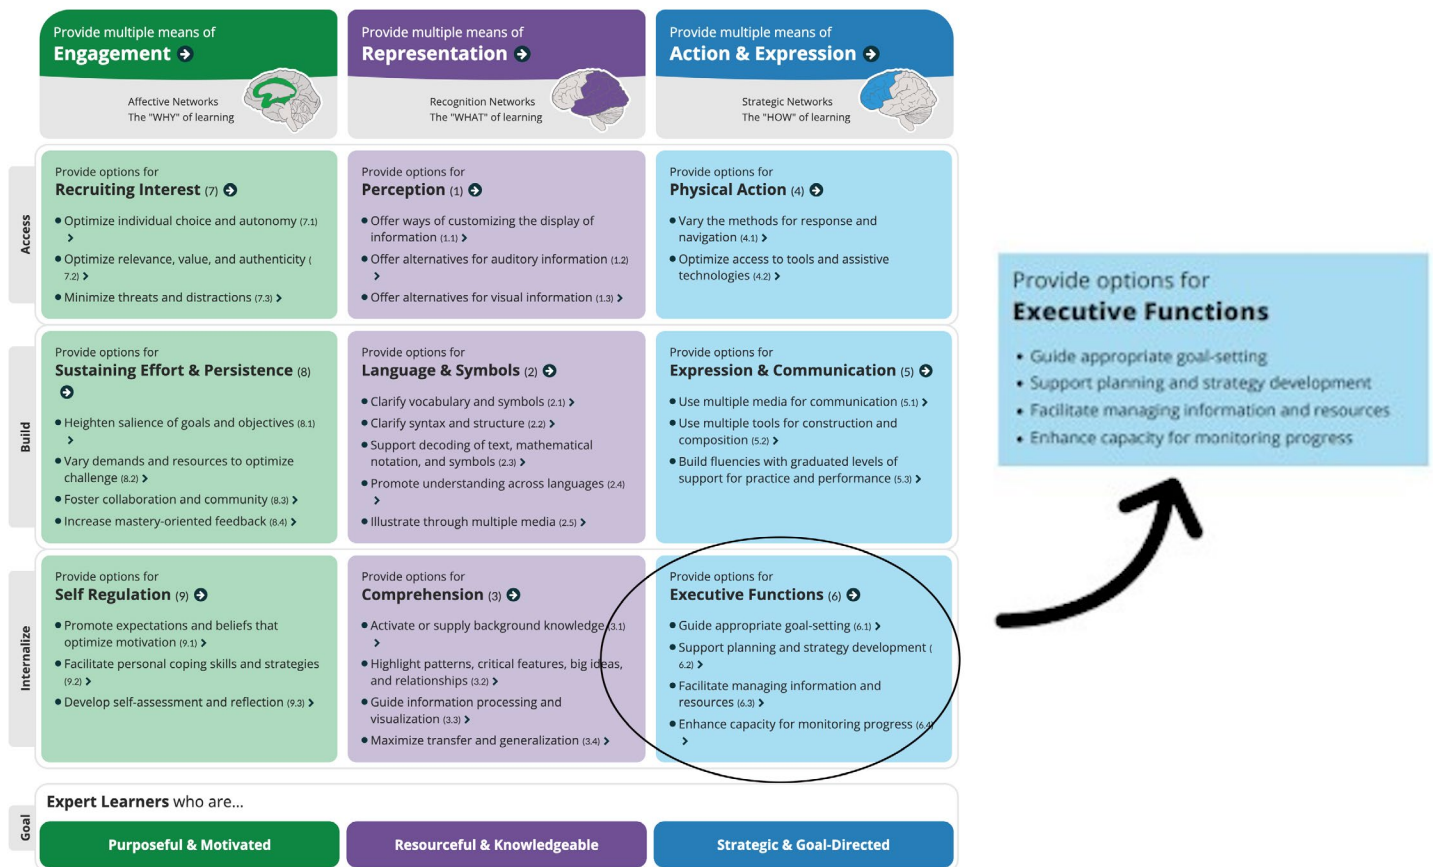 Provide multiple means of
Engagement
Affective Networks
The "WHY" of learning
Provide multiple means of
Representation
Recognition Networks
The "WHAT" of learning
Provide multiple means of
Action & Expression
Strategic Networks
The "HOW" of learning
Access
Provide options for
Recruiting Interest (7)
• Optimize individual choice and autonomy (7.1)
>
• Optimize relevance, value, and authenticity (
7.2) >
• Minimize threats and distractions (7.3) >
Provide options for
Perception (1)
• Offer ways of customizing the display of
information (1.1) >
• Offer alternatives for auditory information (1.2)
>
• Offer alternatives for visual information (1.3) >
Provide options for
Physical Action (4)
• Vary the methods for response and
navigation (4.1) >
• Optimize access to tools and assistive
technologies (4.2) >
Build
Provide options for
Sustaining Effort & Persistence (8)
• Heighten salience of goals and objectives (8.1)
>
• Vary demands and resources to optimize
challenge (8.2) >
• Foster collaboration and community (8.3) >
• Increase mastery-oriented feedback (8.4) >
Provide options for
Language & Symbols (2)
• Clarify vocabulary and symbols (2.1) >
• Clarify syntax and structure (2.2) >
• Support decoding of text, mathematical
notation, and symbols (2.3) >
• Promote understanding across languages (2.4)
>
• Illustrate through multiple media (2.5) >
Provide options for
Expression & Communication (5)
• Use multiple media for communication (5.1) >
• Use multiple tools for construction and
composition (5.2) >
• Build fluencies with graduated levels of
support for practice and performance (5.3) >
Internalize
Provide options for
Self Regulation (9)
• Promote expectations and beliefs that
optimize motivation (9.1) >
• Facilitate personal coping skills and strategies
(9.2) >
• Develop self-assessment and reflection (9.3) >
Provide options for
Comprehension (3)
• Activate or supply background knowledge (3.1)
>
• Highlight patterns, critical features, big ideas,
and relationships (3.2) >
• Guide information processing and
visualization (3.3) >
• Maximize transfer and generalization (3.4) >
Provide options for
Executive Functions (6)
• Guide appropriate goal-setting (6.1) >
• Support planning and strategy development (
6.2) >
• Facilitate managing information and
resources (6.3) >
• Enhance capacity for monitoring progress (6.4)
>
Goal
Expert Learners who are...
Purposeful & Motivated
Resourceful & Knowledgeable
Strategic & Goal-Directed
Provide options for
Executive Functions
• Guide appropriate goal-setting
• Support planning and strategy development
• Facilitate managing information and resources
• Enhance capacity for monitoring progress